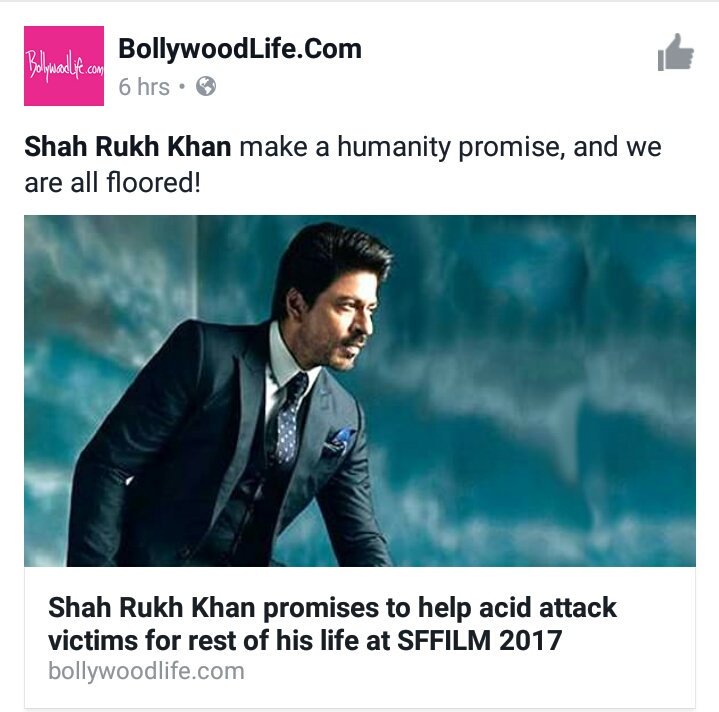 Bollywoodlife.com
BollywoodLife.Com
6 hrs •
Shah Rukh Khan make a humanity promise, and we
are all floored!
Shah Rukh Khan promises to help acid attack
victims for rest of his life at SFFILM 2017
bollywoodlife.com